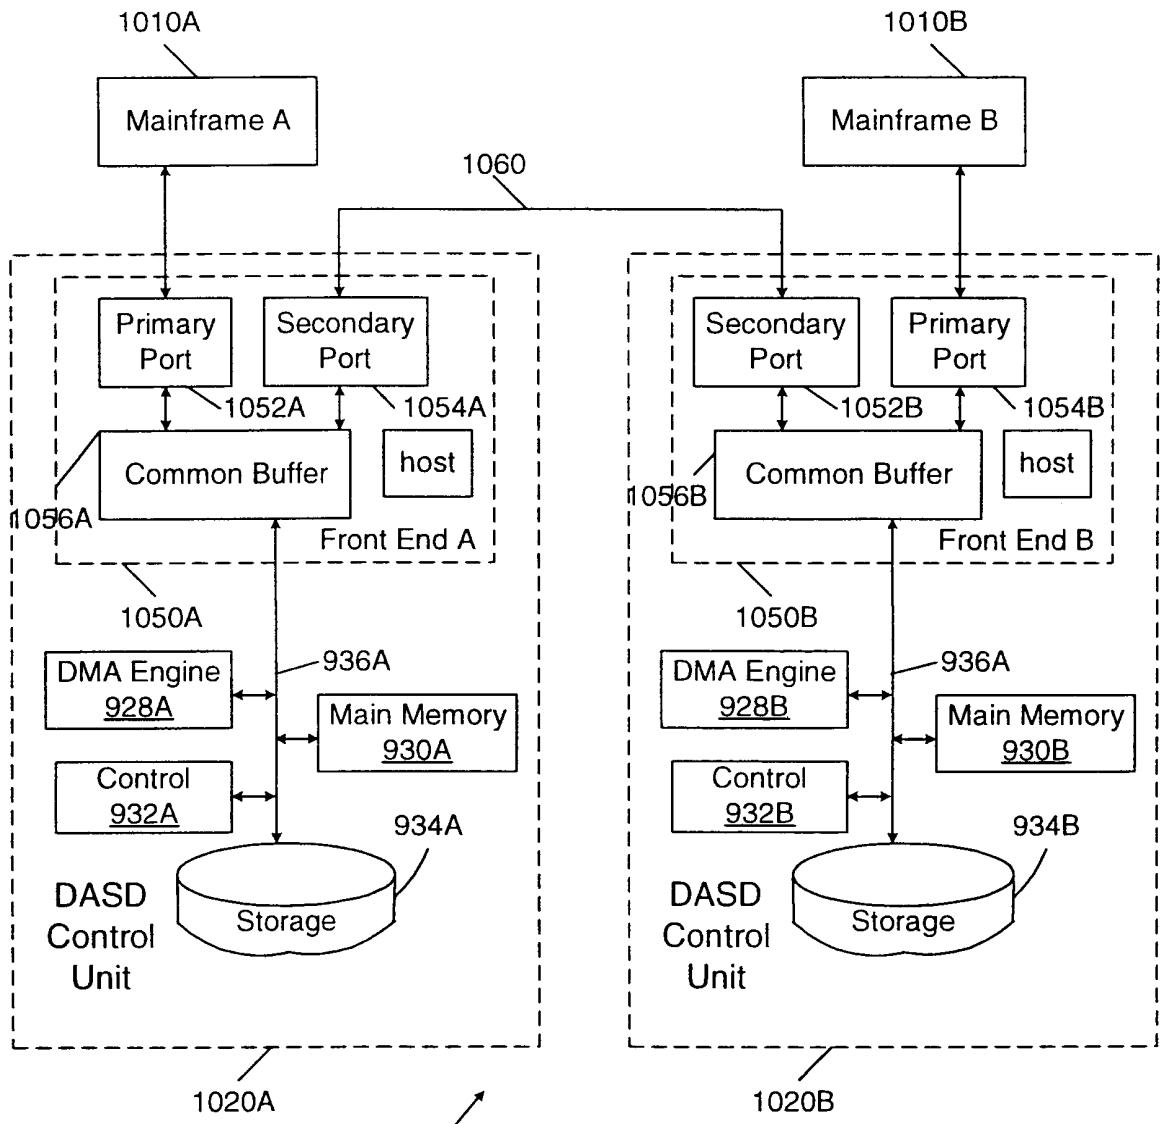 1010A
1010B
Mainframe A
Mainframe B
1060
Primary
Port
Secondary
Port
Secondary
Port
Primary
Port
1052A
1054A
1052B
1054B
Common Buffer
host
Common Buffer
host
1056A
1056B
Front End A
Front End B
1050A
1050B
936A
936A
DMA Engine
928A
Main Memory
930A
DMA Engine
928B
Main Memory
930B
Control
932A
Control
932B
934A
934B
Storage
Storage
DASD
Control
Unit
DASD
Control
Unit
1020A
1020B